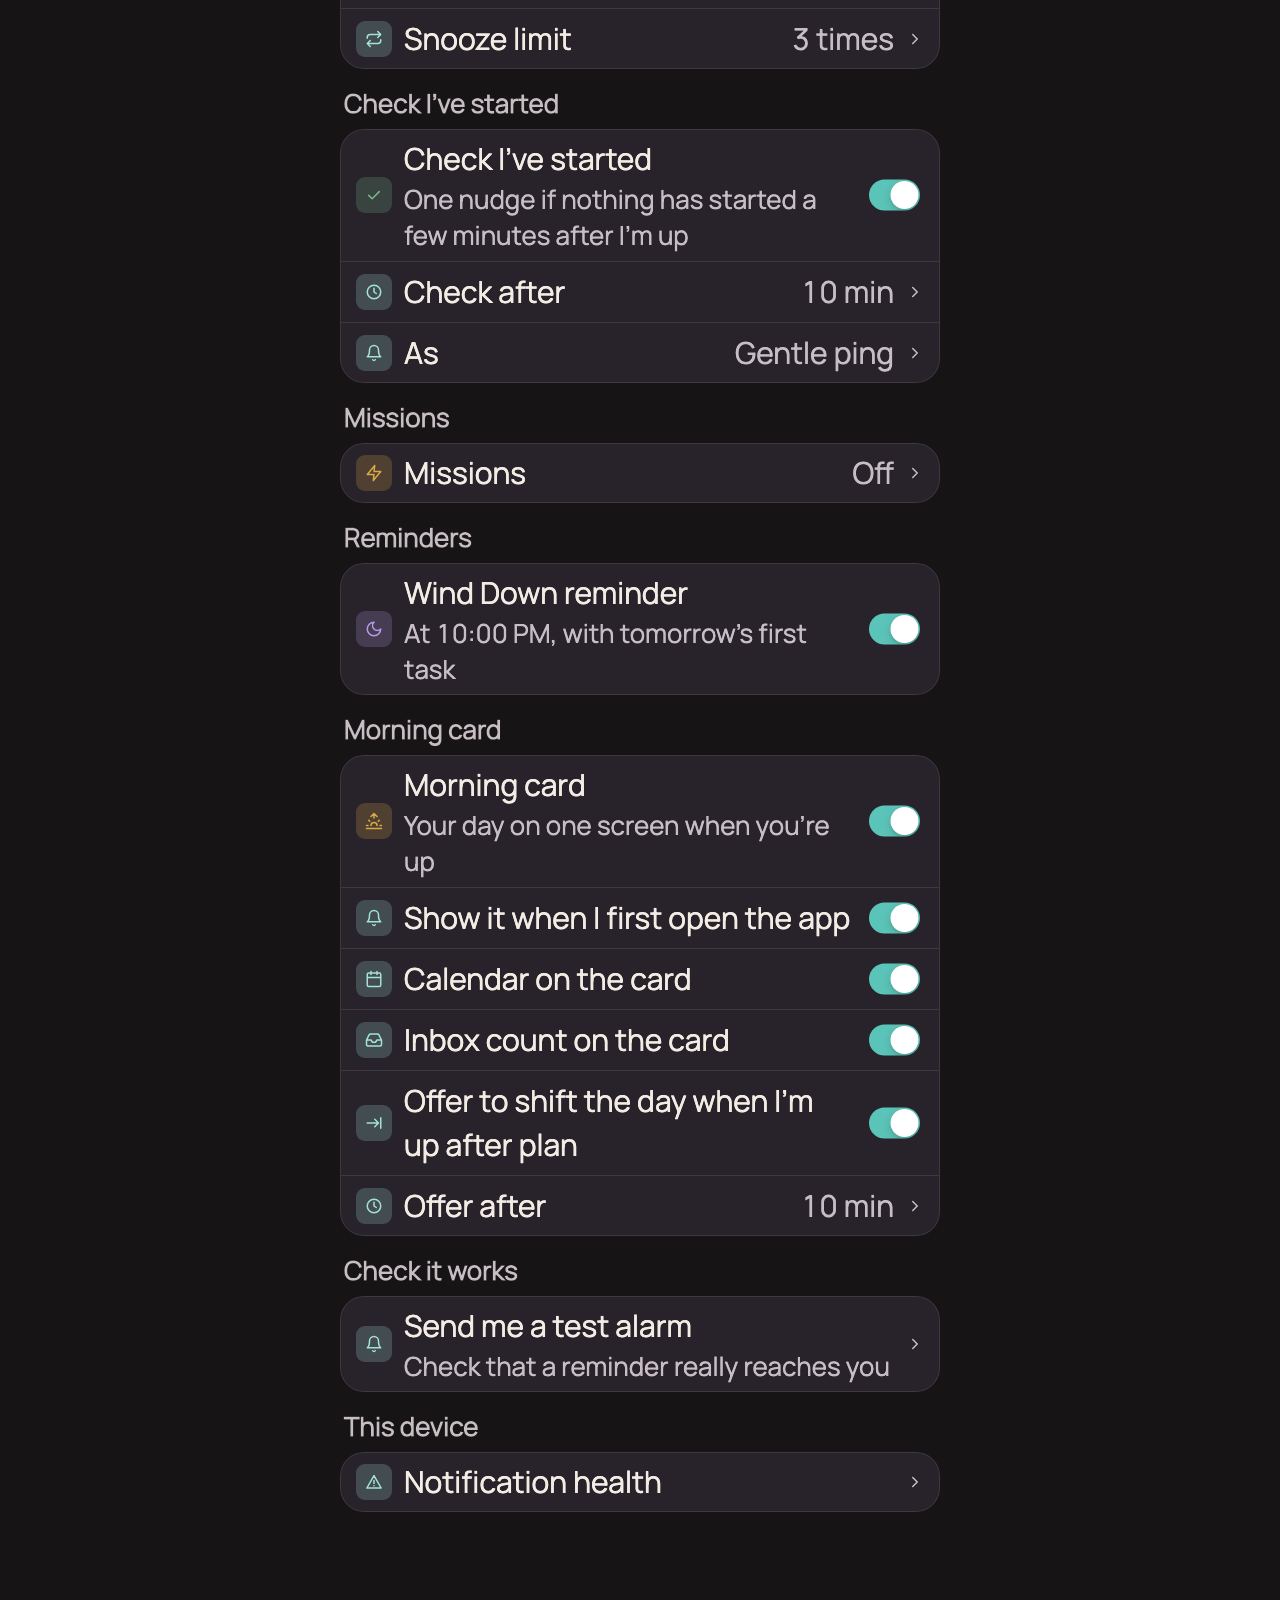 Snooze limit 3 times
Check I've started
Check I've started
One nudge if nothing has started a
few minutes after I'm up
Check after 10 min
As Gentle ping
Missions
Missions Off
Reminders
Wind Down reminder
At 10:00 PM, with tomorrow's first
task
Morning card
Morning card
Your day on one screen when you're
up
Show it when I first open the app
Calendar on the card
Inbox count on the card
Offer to shift the day when I'm
up after plan
Offer after 10 min
Check it works
Send me a test alarm
Check that a reminder really reaches you
This device
Notification health